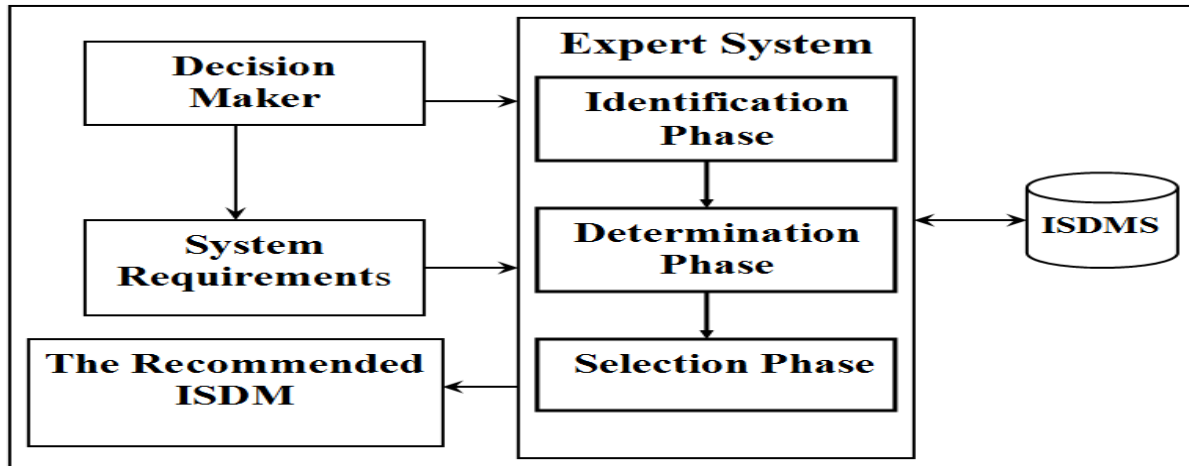 Decision
Maker
System
Requirements
The Recommended
ISDM
Expert System
Identification
Phase
Determination
Phase
Selection Phase
ISDMS